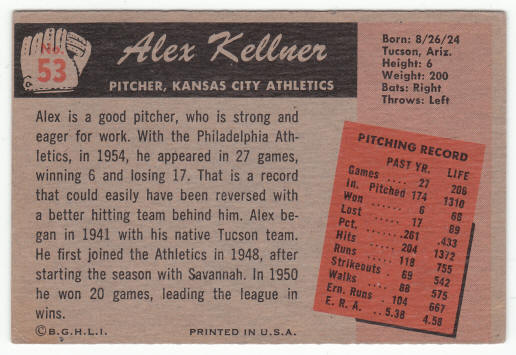 No.
53
Alex Kellner
PITCHER, KANSAS CITY ATHLETICS
Born: 8/26/24
Tucson, Ariz.
Height: 6
Weight: 200
Bats: Right
Throws: Left
Alex is a good pitcher, who is strong and
eager for work. With the Philadelphia Ath-
letics, in 1954, he appeared in 27 games,
winning 6 and losing 17. That is a record
that could easily have been reversed with
a better hitting team behind him. Alex be-
gan in 1941 with his native Tucson team.
He first joined the Athletics in 1948, after
starting the season with Savannah. In 1950
he won 20 games, leading the league in
wins.
©B.G.H.L.I. PRINTED IN U.S.A.
PITCHING RECORD
PAST YR. LIFE
Games .... 27 206
In. Pitched 174 1310
Won ...... 6 68
Lost ..... 17 89
Pct. ..... .261 .433
Hits ..... 204 1372
Runs ..... 118 755
Strikeouts 69 542
Walks .... 88 575
Ern. Runs 104 667
E. R. A. .. 5.38 4.58